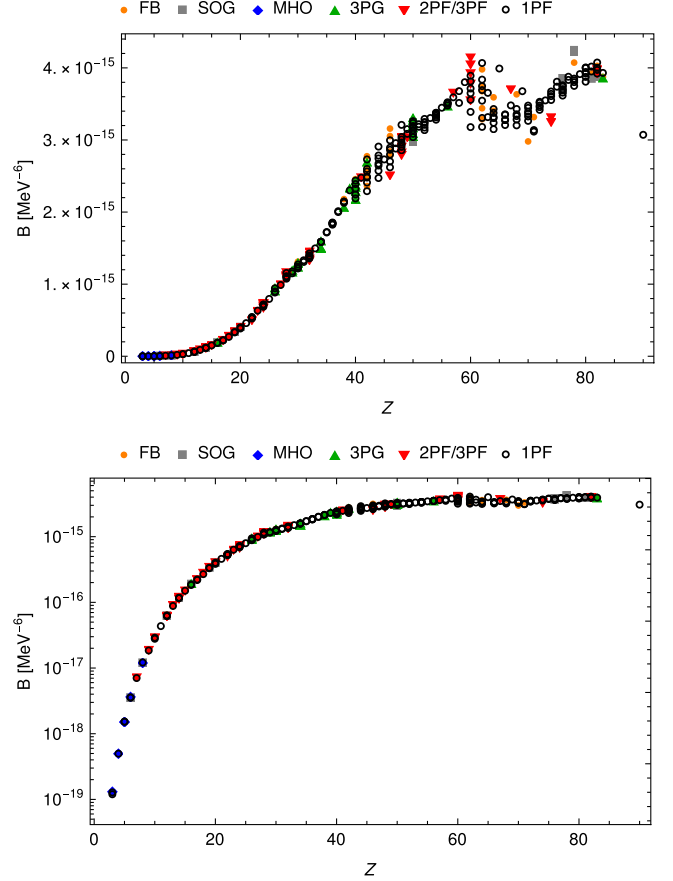 FB SOG MHO 3PG 2PF/3PF 1PF
4. × 10⁻¹⁵
3. × 10⁻¹⁵
2. × 10⁻¹⁵
1. × 10⁻¹⁵
0
B [MeV⁻⁶]
0 20 40 60 80
Z
FB SOG MHO 3PG 2PF/3PF 1PF
10⁻¹⁵
10⁻¹⁶
10⁻¹⁷
10⁻¹⁸
10⁻¹⁹
B [MeV⁻⁶]
0 20 40 60 80
Z